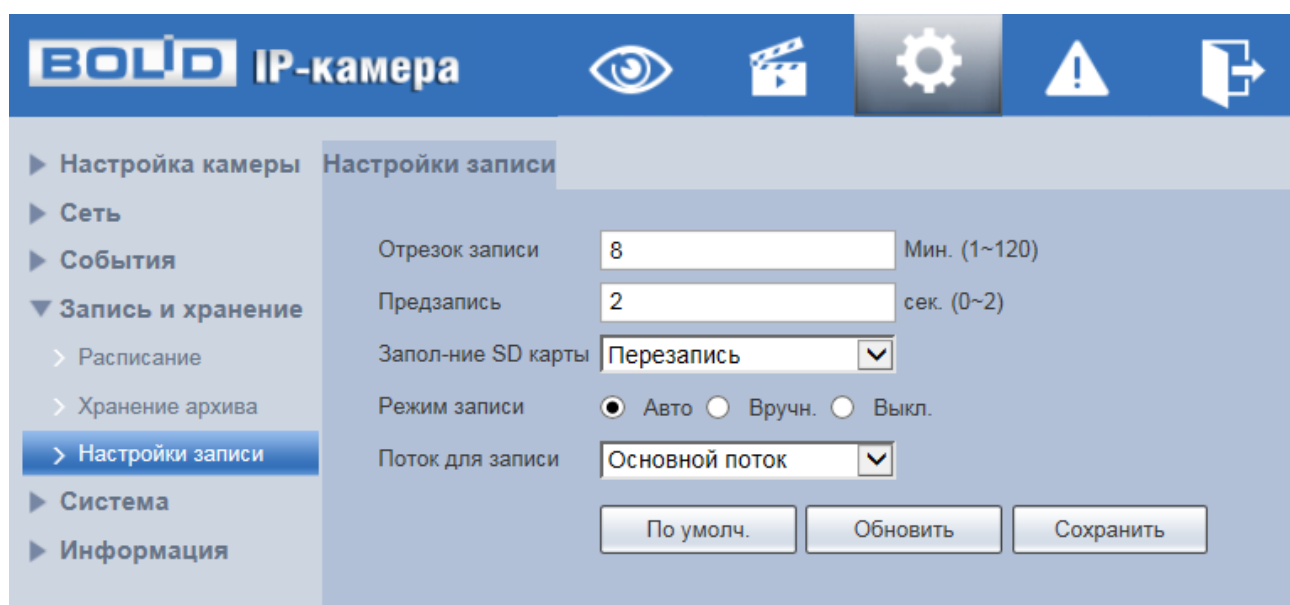 BOLID IP-камера
Настройка камеры
Сеть
События
Запись и хранение
Расписание
Хранение архива
Настройки записи
Система
Информация
Настройки записи
Отрезок записи 8 Мин. (1~120)
Предзапись 2 сек. (0~2)
Запол-ние SD карты Перезапись
Режим записи Авто Вручн. Выкл.
Поток для записи Основной поток
По умолч. Обновить Сохранить